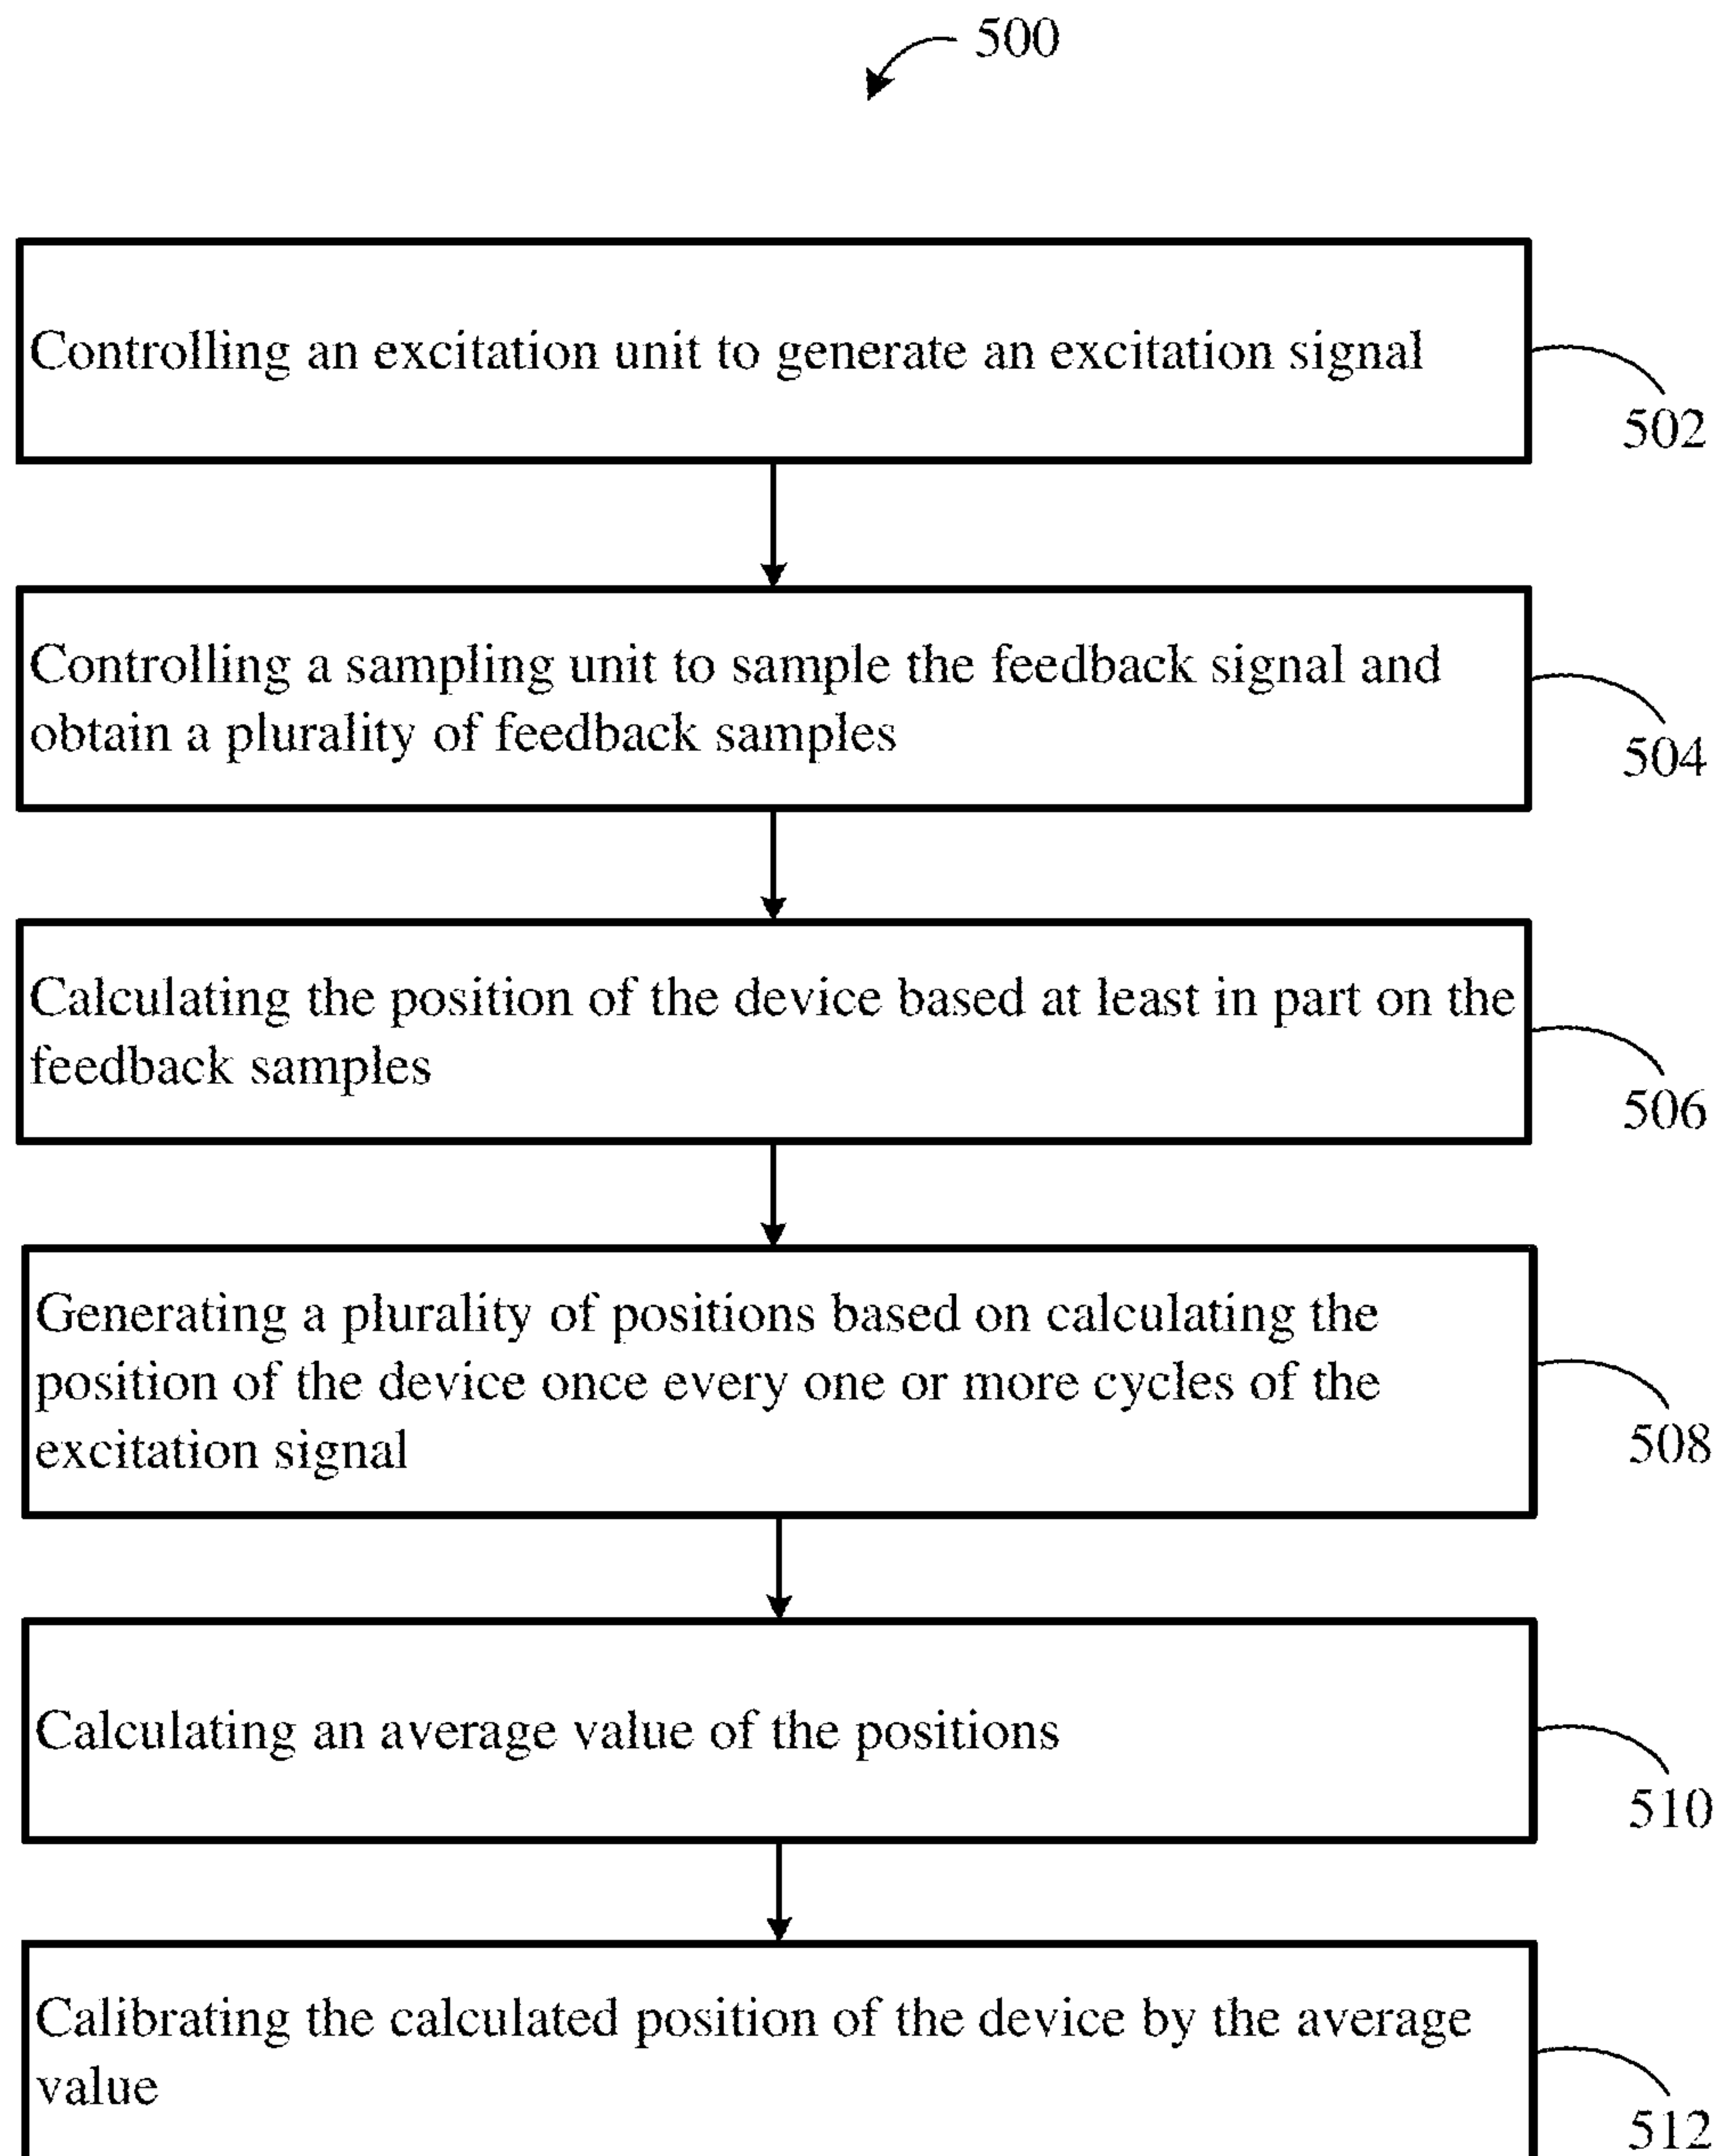 500
Controlling an excitation unit to generate an excitation signal
502
Controlling a sampling unit to sample the feedback signal and
obtain a plurality of feedback samples
504
Calculating the position of the device based at least in part on the
feedback samples
506
Generating a plurality of positions based on calculating the
position of the device once every one or more cycles of the
excitation signal
508
Calculating an average value of the positions
510
Calibrating the calculated position of the device by the average
value
512